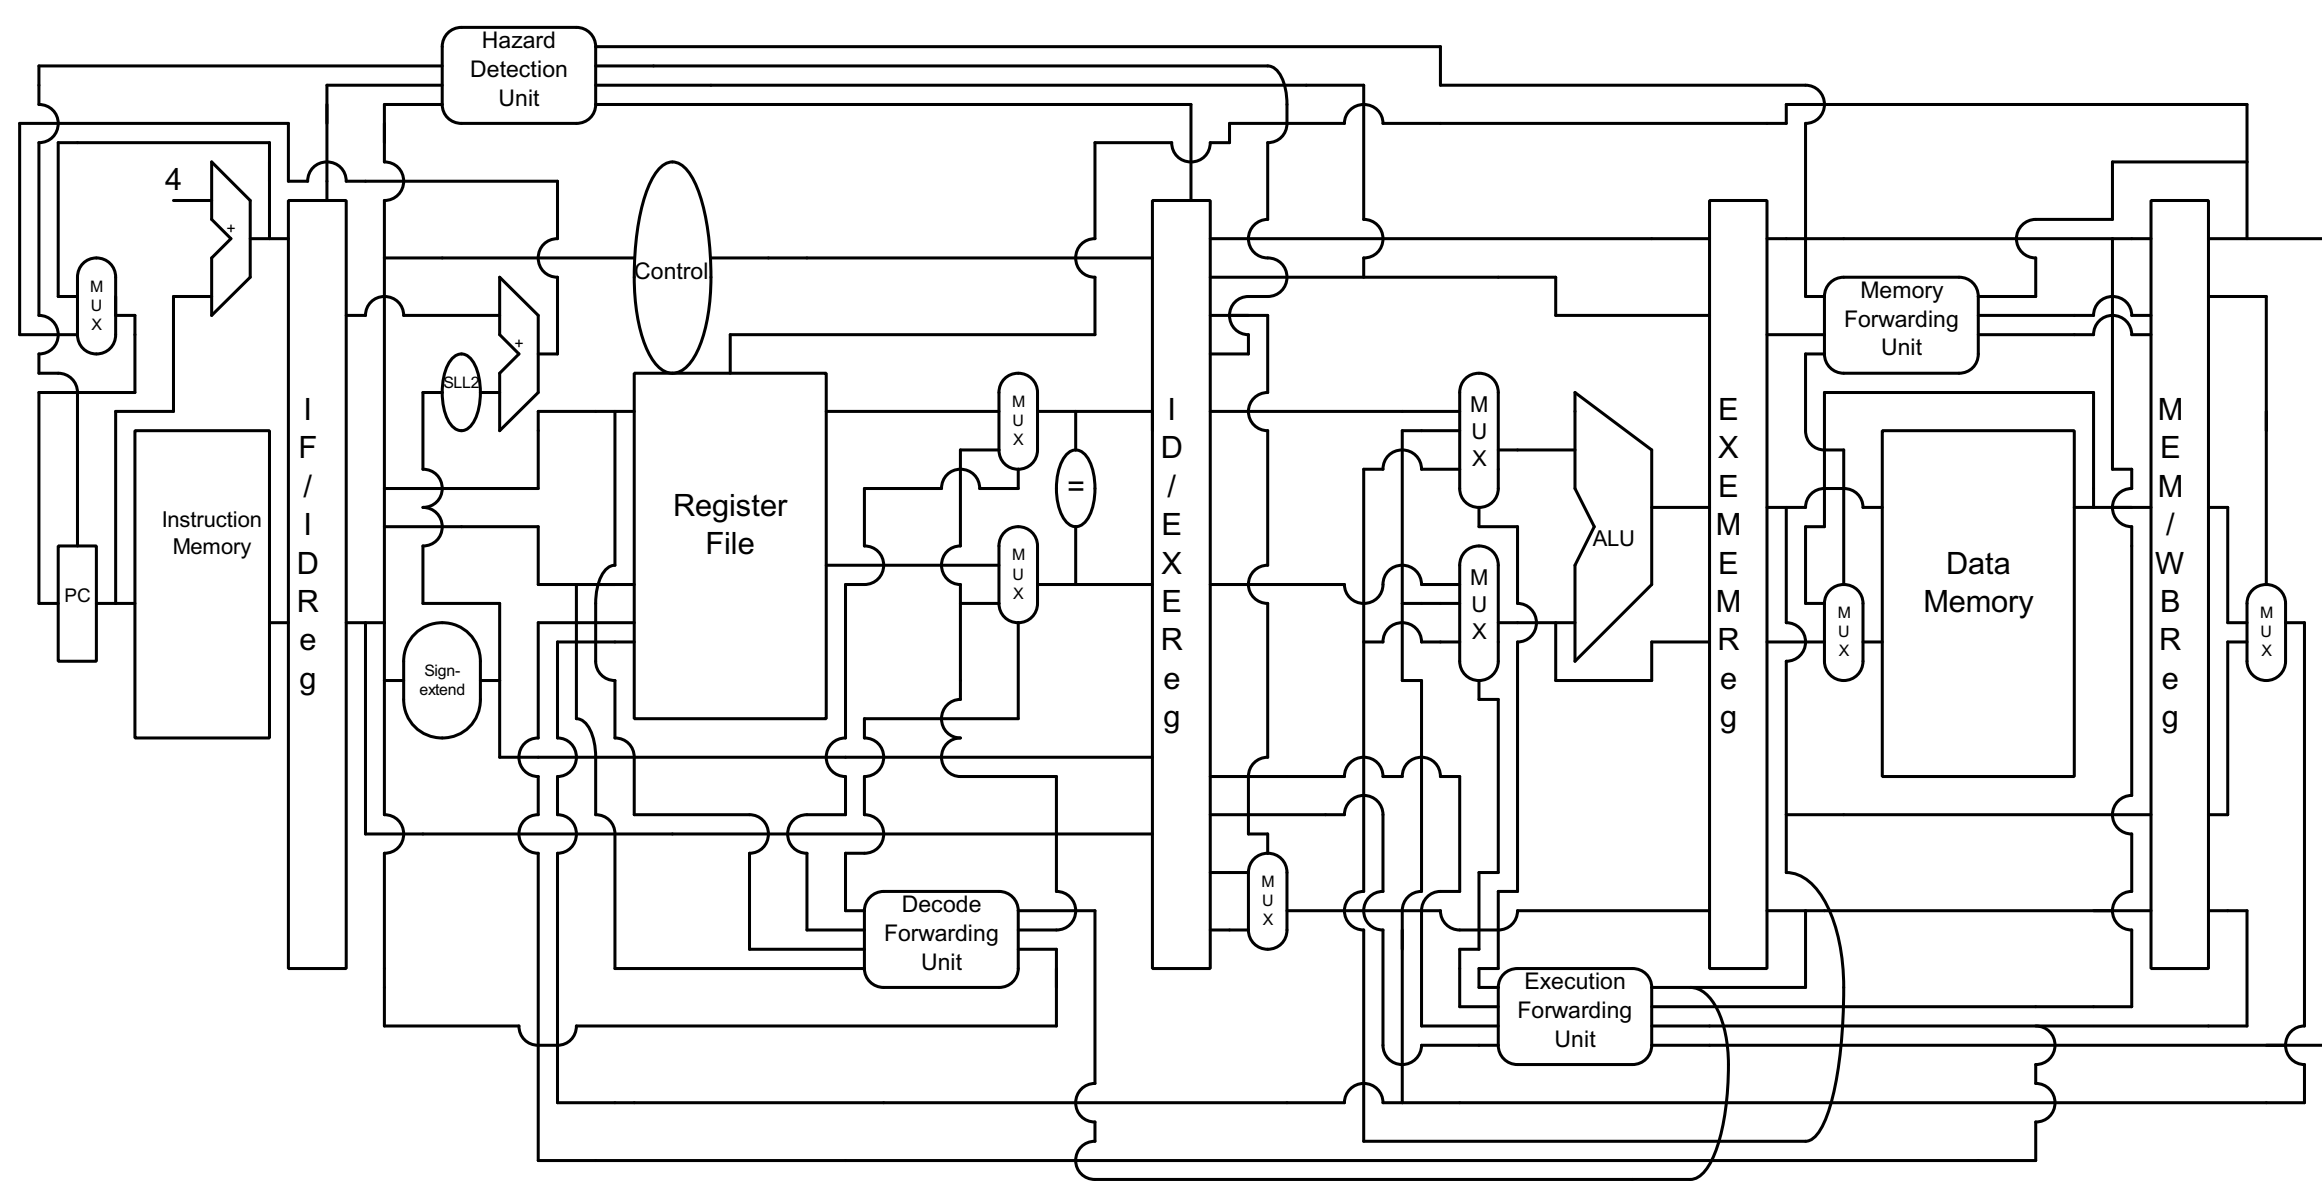 Hazard
Detection
Unit
4
+
M
U
X
Control
Memory
Forwarding
Unit
+
SLL2
I
F
/
I
D
R
e
g
M
U
X
I
D
/
E
X
E
R
e
g
M
U
X
E
X
E
M
E
M
R
e
g
M
E
M
/
W
B
R
e
g
Instruction
Memory
Register
File
=
ALU
Data
Memory
PC
M
U
X
M
U
X
M
U
X
M
U
X
Sign-
extend
M
U
X
Decode
Forwarding
Unit
Execution
Forwarding
Unit